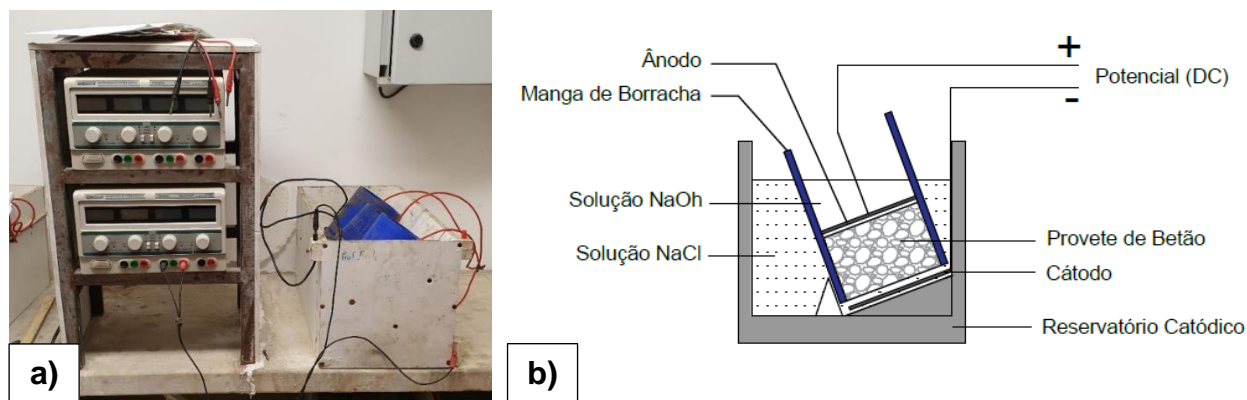 a)
b)
Ânodo
Manga de Borracha
Solução NaOh
Solução NaCl
+
Potencial (DC)
-
Provete de Betão
Cátodo
Reservatório Catódico